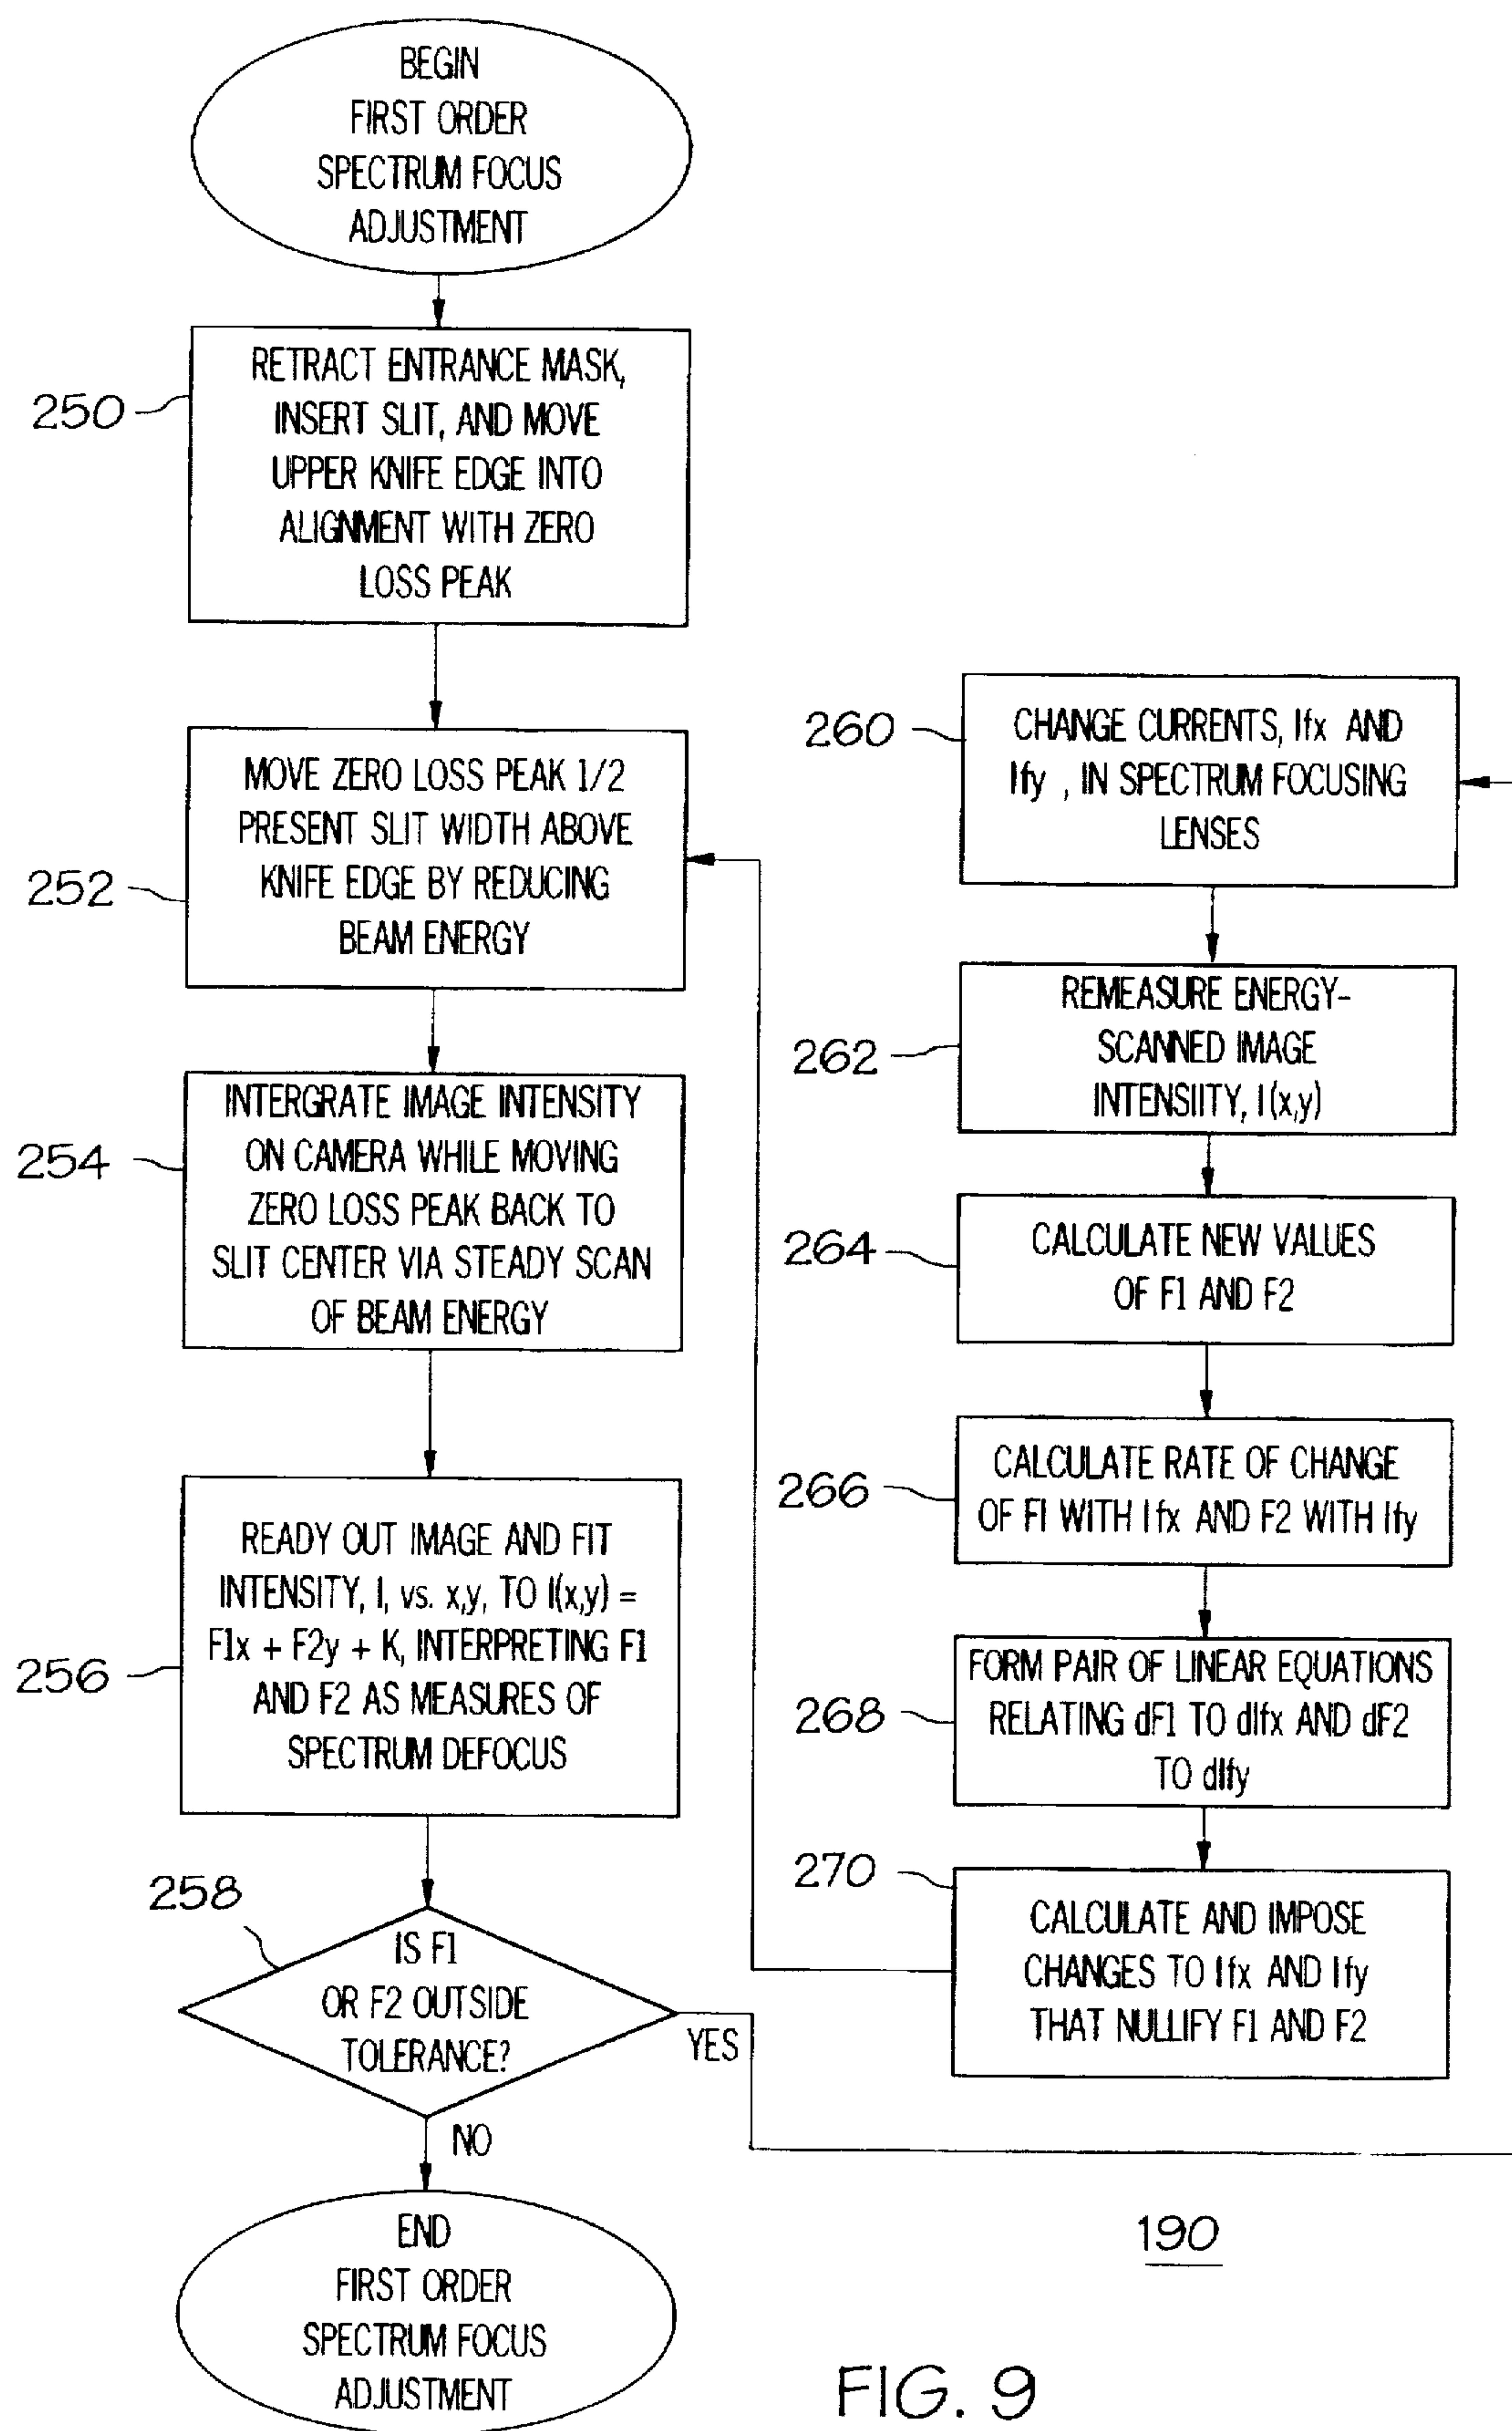 BEGIN
FIRST ORDER
SPECTRUM FOCUS
ADJUSTMENT
250
RETRACT ENTRANCE MASK,
INSERT SLIT, AND MOVE
UPPER KNIFE EDGE INTO
ALIGNMENT WITH ZERO
LOSS PEAK
252
MOVE ZERO LOSS PEAK 1/2
PRESENT SLIT WIDTH ABOVE
KNIFE EDGE BY REDUCING
BEAM ENERGY
254
INTERGRATE IMAGE INTENSITY
ON CAMERA WHILE MOVING
ZERO LOSS PEAK BACK TO
SLIT CENTER VIA STEADY SCAN
OF BEAM ENERGY
256
READY OUT IMAGE AND FIT
INTENSITY, I, vs. x,y, TO I(x,y) =
F1x + F2y + K, INTERPRETING F1
AND F2 AS MEASURES OF
SPECTRUM DEFOCUS
258
IS F1
OR F2 OUTSIDE
TOLERANCE?
YES
NO
END
FIRST ORDER
SPECTRUM FOCUS
ADJUSTMENT
260
CHANGE CURRENTS, Ifx AND
Ify , IN SPECTRUM FOCUSING
LENSES
262
REMEASURE ENERGY-
SCANNED IMAGE
INTENSIITY, I(x,y)
264
CALCULATE NEW VALUES
OF F1 AND F2
266
CALCULATE RATE OF CHANGE
OF F1 WITH Ifx AND F2 WITH Ify
268
FORM PAIR OF LINEAR EQUATIONS
RELATING dF1 TO dIfx AND dF2
TO dIfy
270
CALCULATE AND IMPOSE
CHANGES TO Ifx AND Ify
THAT NULLIFY F1 AND F2
190
FIG. 9